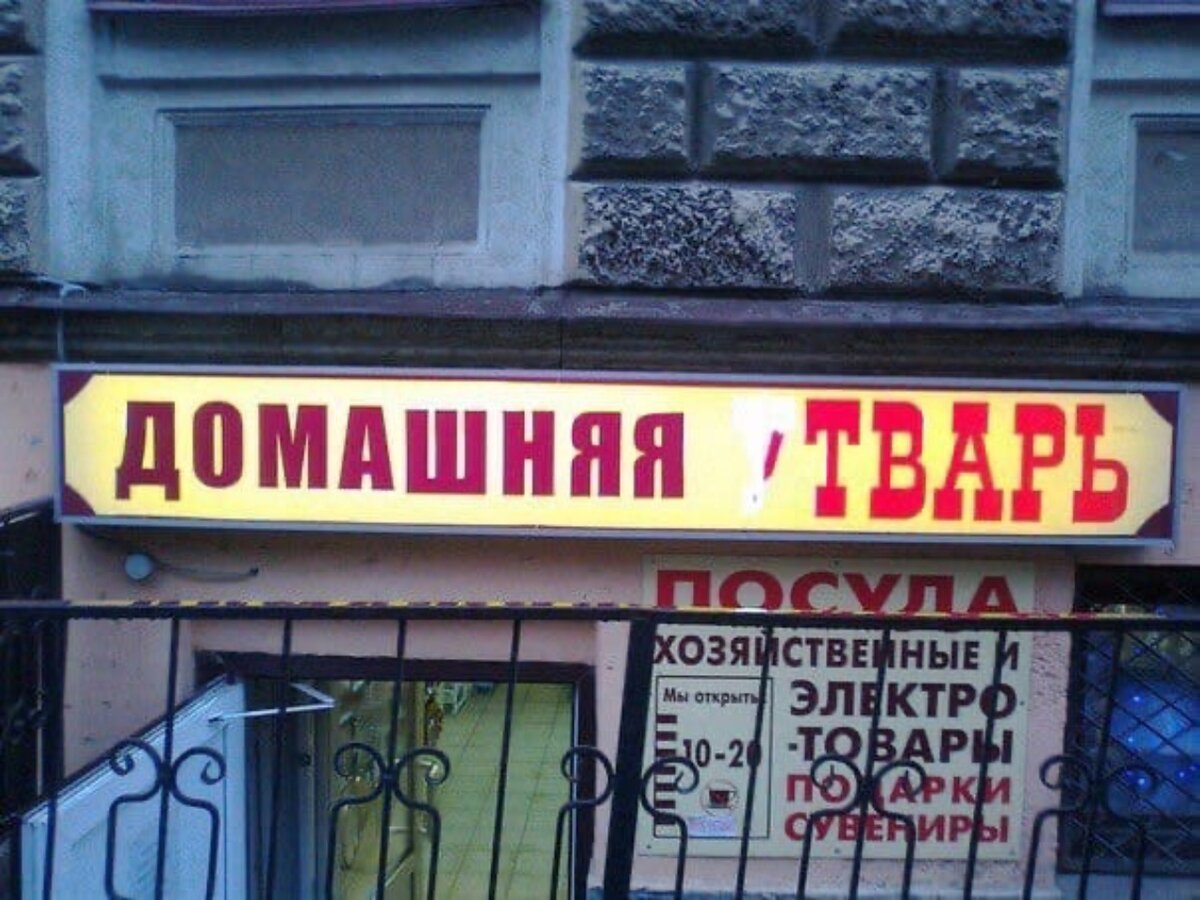 ДОМАШНЯЯ ТВАРЬ
ПОСУДА
ХОЗЯЙСТВЕННЫЕ И
Мы открыты
ЭЛЕКТРО
-ТОВАРЫ
10-20
ПОДАРКИ
СУВЕНИРЫ